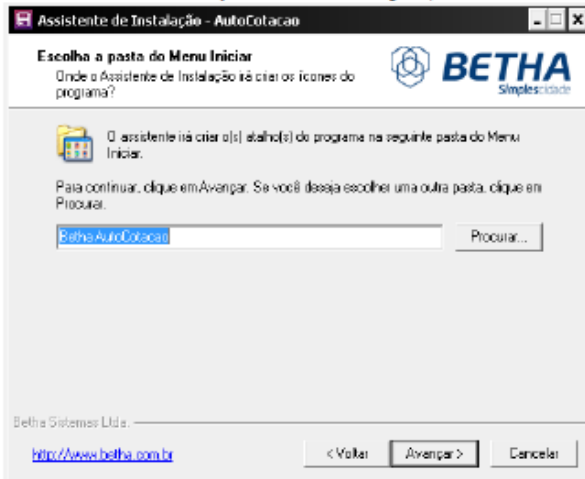 Assistente de Instalação - AutoCotacao
Escolha a pasta do Menu Iniciar
Onde o Assistente de Instalação irá criar os ícones do
programa?
BETHA
Simplescidade
O assistente irá criar o(s) atalho(s) do programa na seguinte pasta do Menu
Iniciar.
Para continuar, clique em Avançar. Se você deseja escolher uma outra pasta, clique em
Procurar.
Betha AutoCotacao
Procurar...
Betha Sistemas Ltda.
http://www.betha.com.br
< Voltar
Avançar >
Cancelar